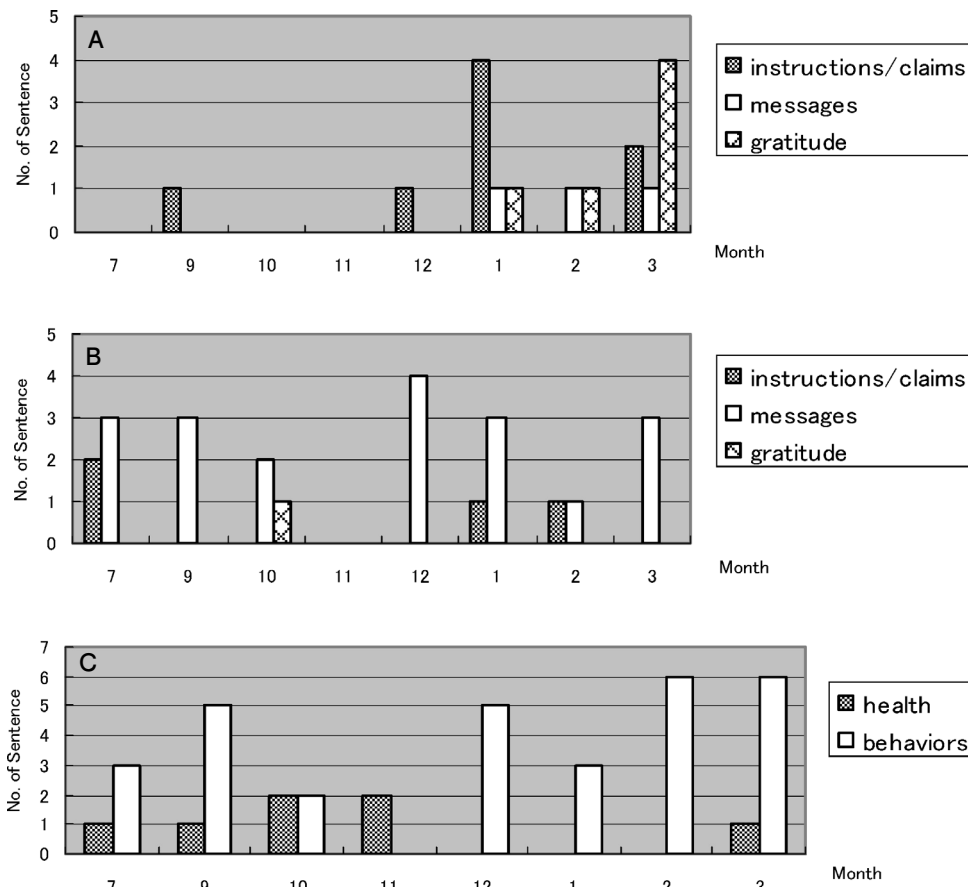 A
No. of Sentence
5
4
3
2
1
0
7 9 10 11 12 1 2 3
Month
instructions/claims
messages
gratitude
B
No. of Sentence
5
4
3
2
1
0
7 9 10 11 12 1 2 3
Month
instructions/claims
messages
gratitude
C
No. of Sentence
7
6
5
4
3
2
1
0
7 9 10 11 12 1 2 3
Month
health
behaviors